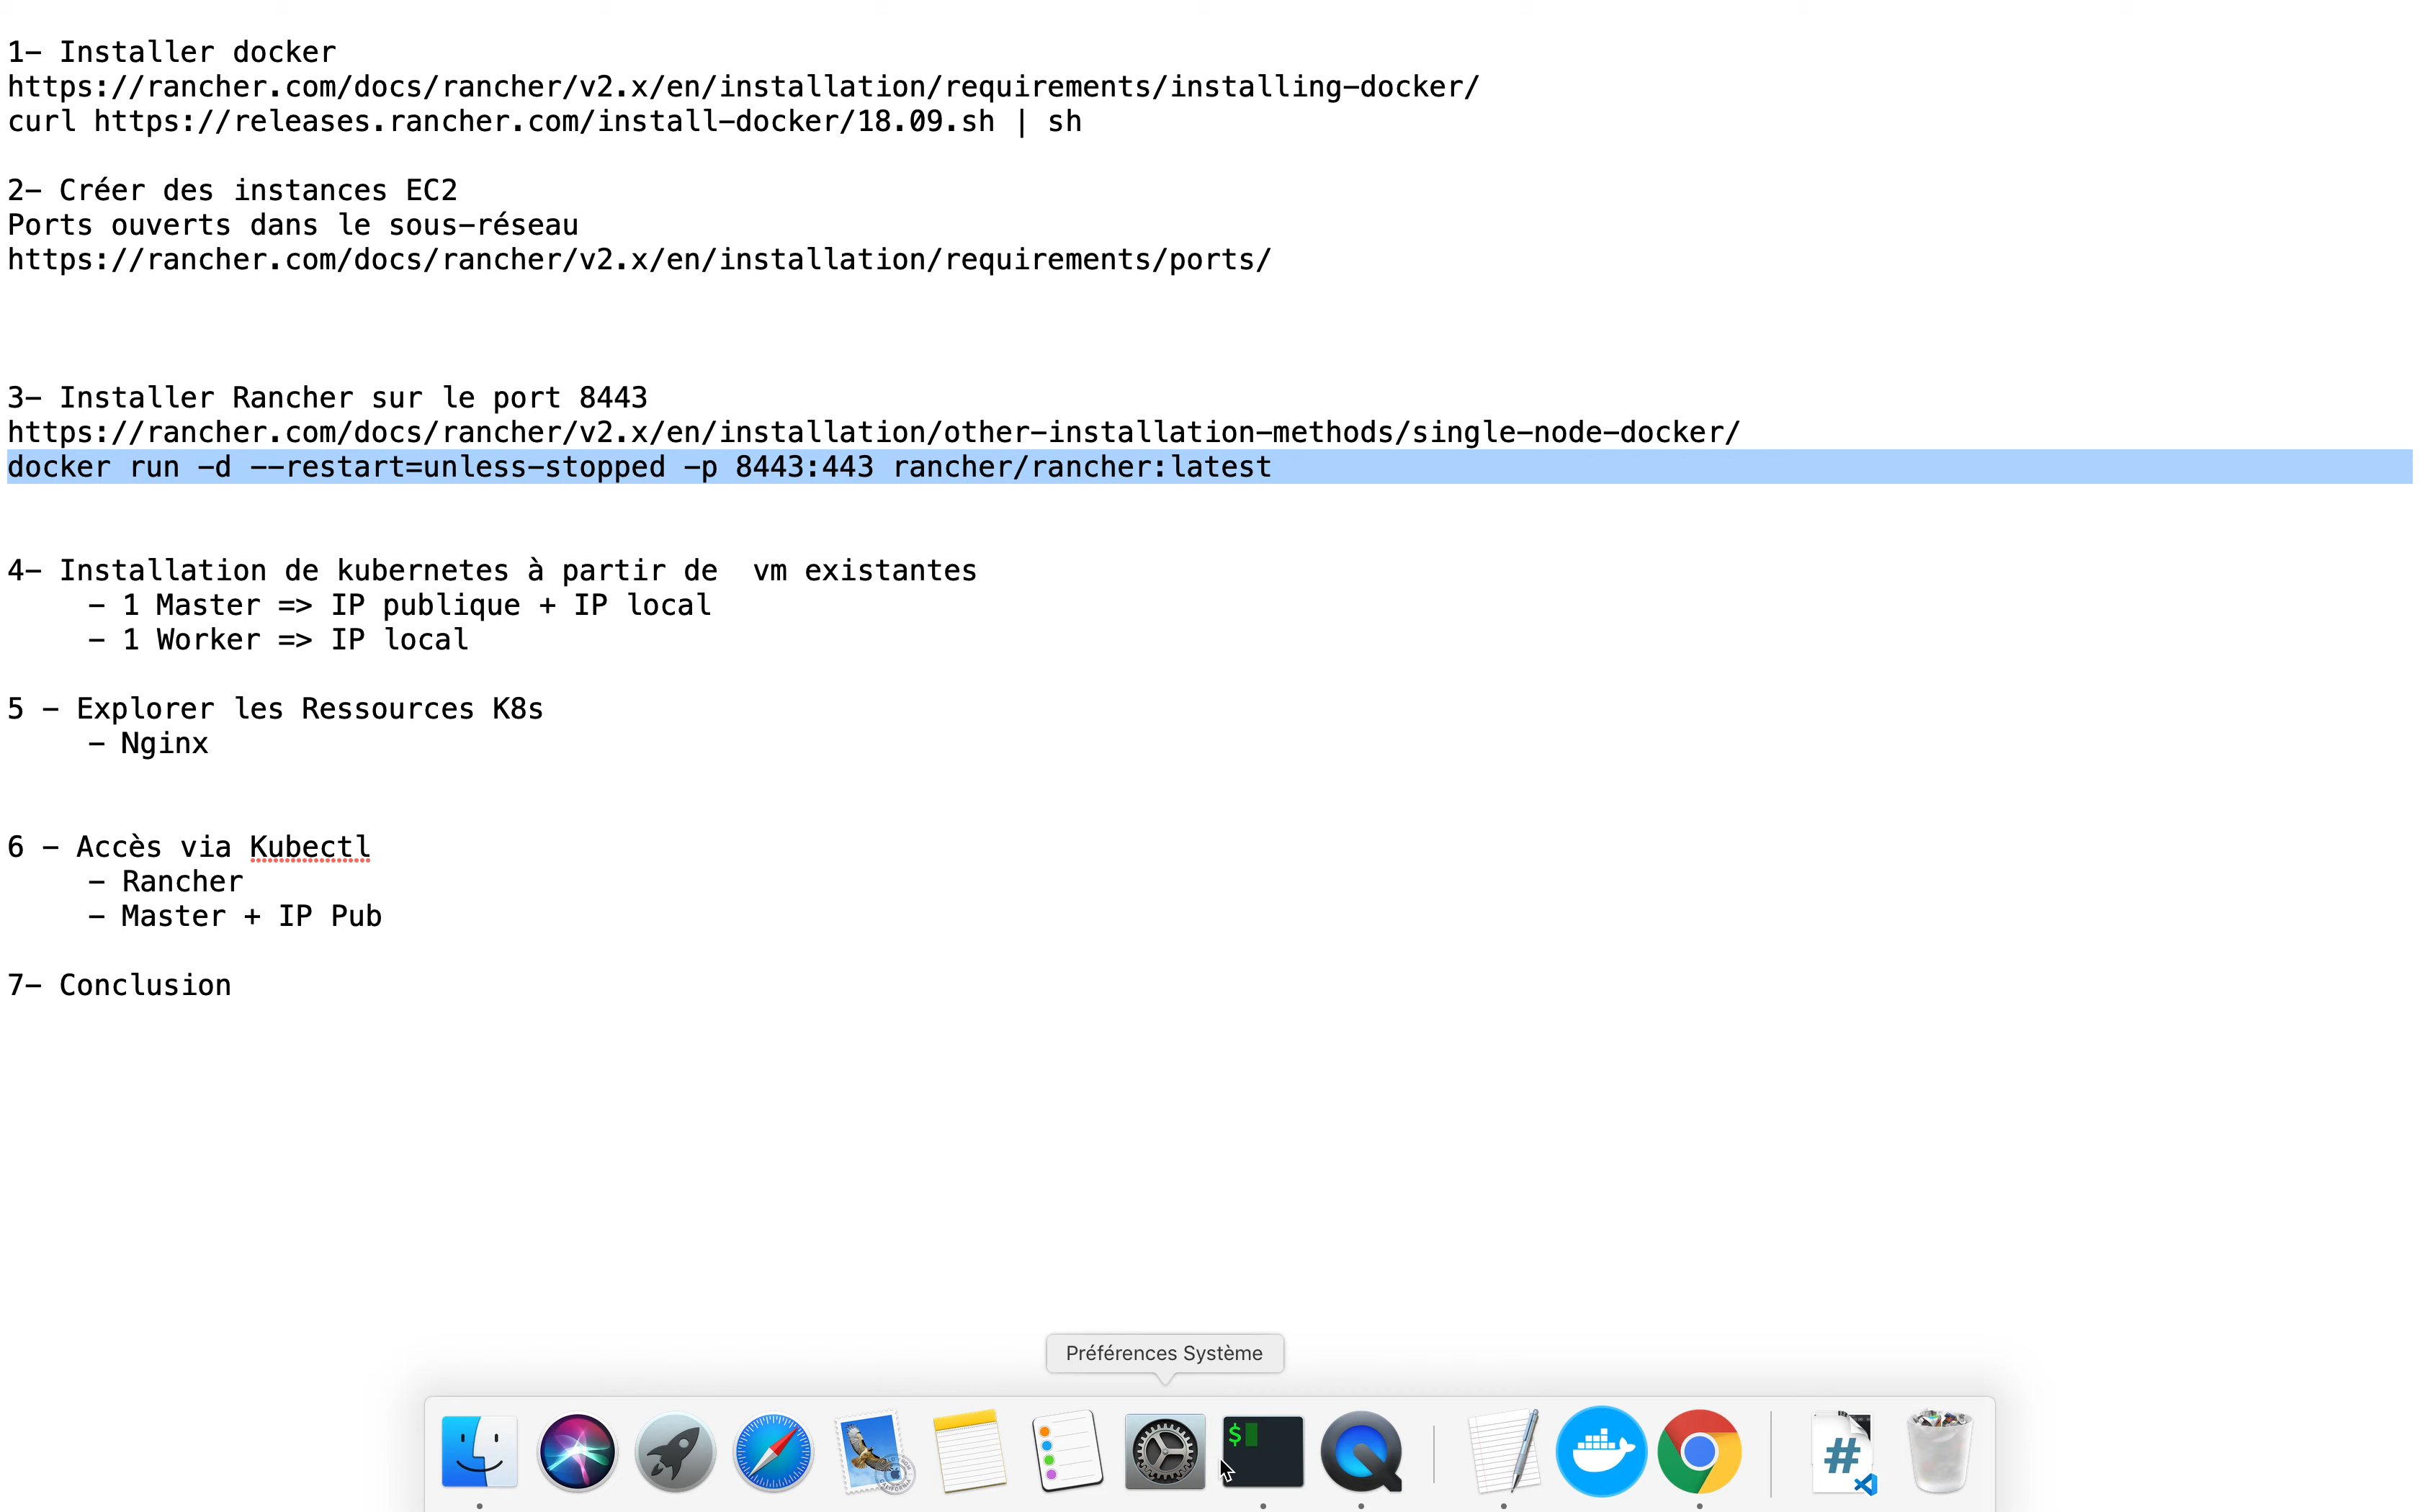 1- Installer docker
https://rancher.com/docs/rancher/v2.x/en/installation/requirements/installing-docker/
curl https://releases.rancher.com/install-docker/18.09.sh | sh
2- Créer des instances EC2
Ports ouverts dans le sous-réseau
https://rancher.com/docs/rancher/v2.x/en/installation/requirements/ports/
3- Installer Rancher sur le port 8443
https://rancher.com/docs/rancher/v2.x/en/installation/other-installation-methods/single-node-docker/
docker run -d --restart=unless-stopped -p 8443:443 rancher/rancher:latest
4- Installation de kubernetes à partir de  vm existantes
- 1 Master => IP publique + IP local
- 1 Worker => IP local
5 - Explorer les Ressources K8s
- Nginx
6 - Accès via Kubectl
- Rancher
- Master + IP Pub
7- Conclusion
Préférences Système
$
#